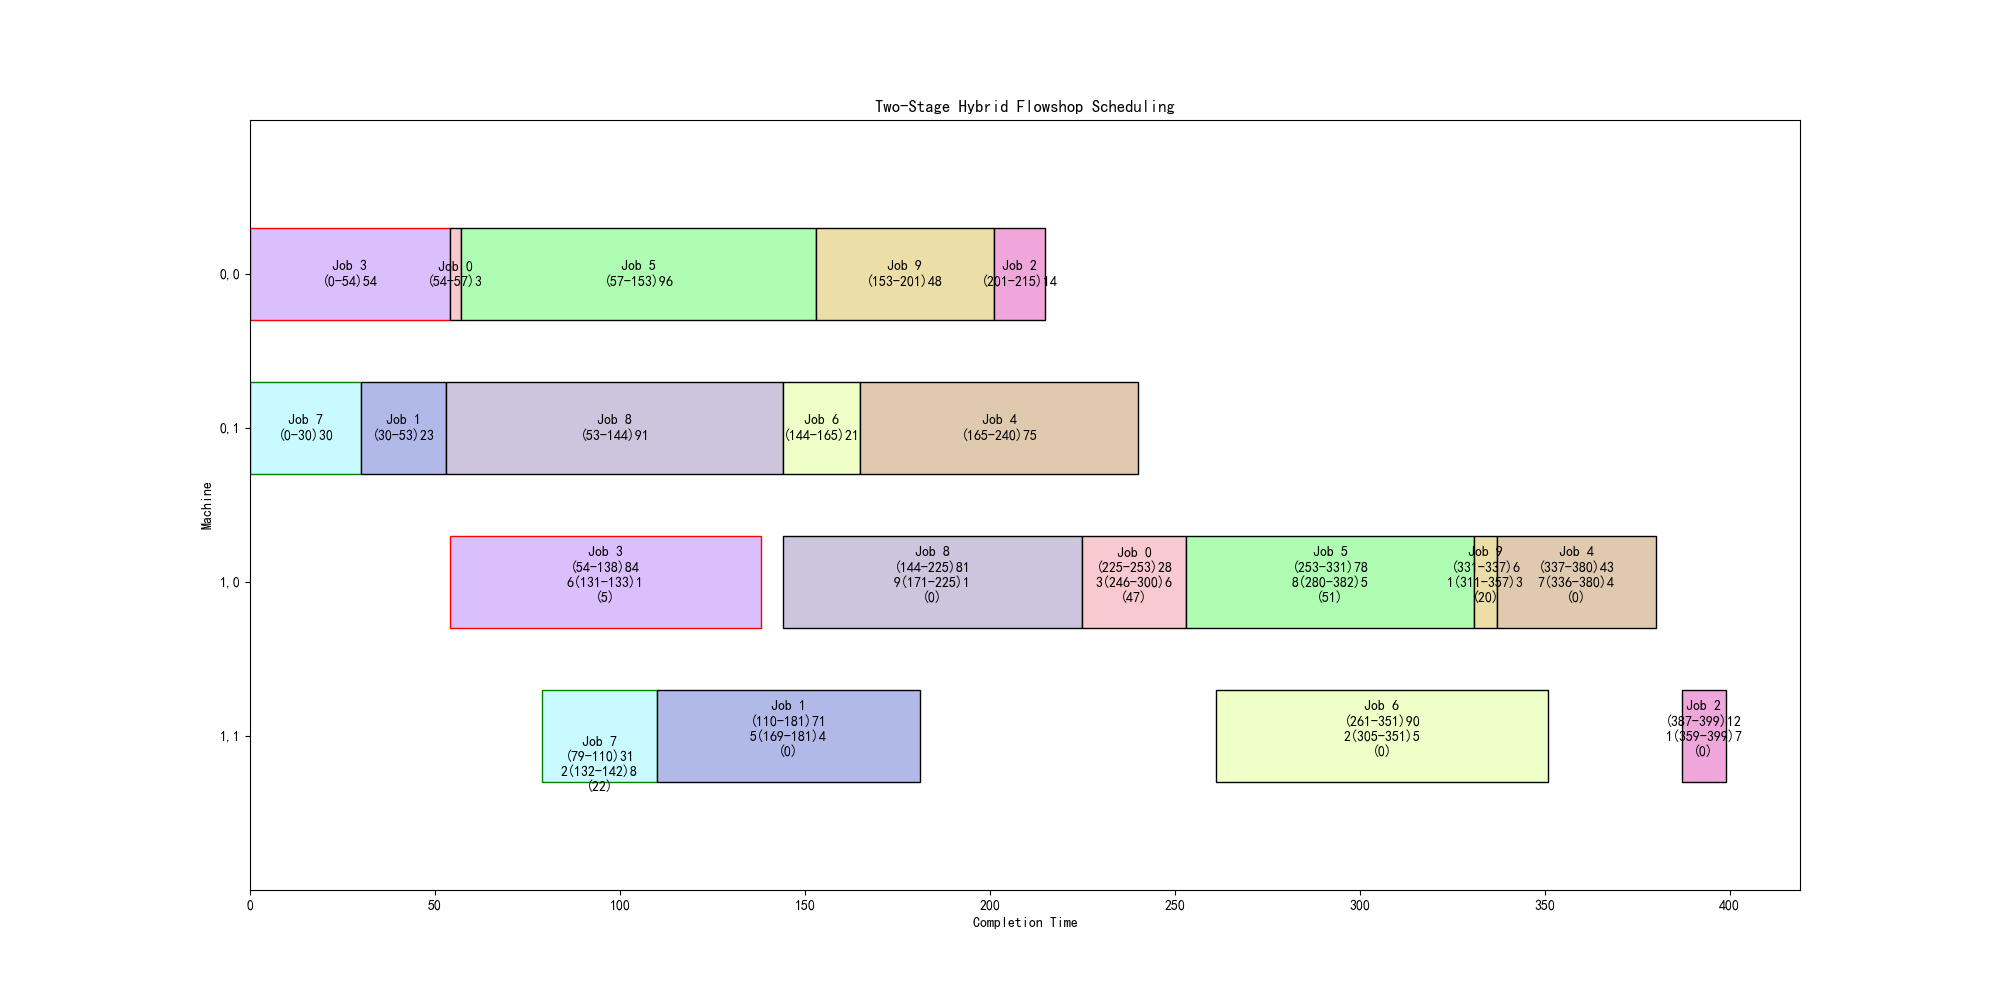 Two-Stage Hybrid Flowshop Scheduling
0,0
Job 3
(0-54)54
Job 0
(54-57)3
Job 5
(57-153)96
Job 9
(153-201)48
Job 2
(201-215)14
0,1
Job 7
(0-30)30
Job 1
(30-53)23
Job 8
(53-144)91
Job 6
(144-165)21
Job 4
(165-240)75
Machine
1,0
Job 3
(54-138)84
6(131-133)1
(5)
Job 8
(144-225)81
9(171-225)1
(0)
Job 0
(225-253)28
3(246-300)6
(47)
Job 5
(253-331)78
8(280-382)5
(51)
Job 9
(331-337)6
1(311-357)3
(20)
Job 4
(337-380)43
7(336-380)4
(0)
1,1
Job 7
(79-110)31
2(132-142)8
(22)
Job 1
(110-181)71
5(169-181)4
(0)
Job 6
(261-351)90
2(305-351)5
(0)
Job 2
(387-399)12
1(359-399)7
(0)
0 50 100 150 200 250 300 350 400
Completion Time